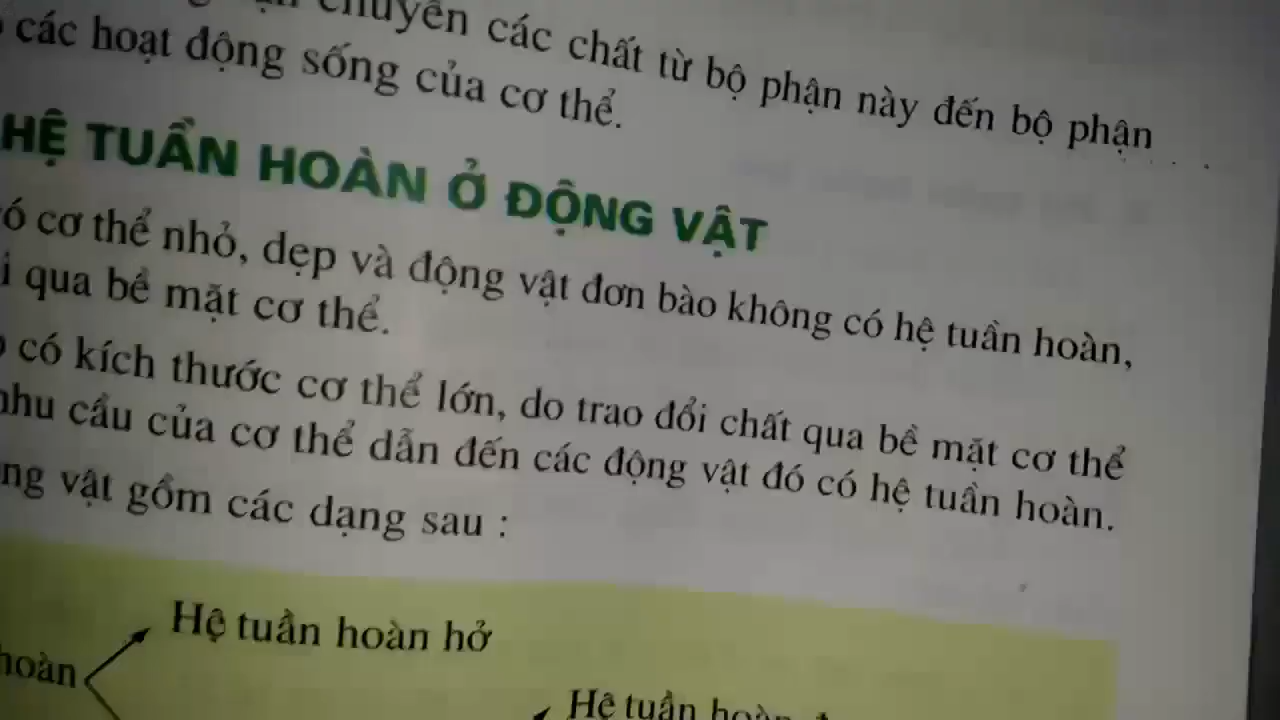 chuyển các chất từ bộ phận này đến bộ phận
các hoạt động sống của cơ thể.
HỆ TUẦN HOÀN Ở ĐỘNG VẬT
có cơ thể nhỏ, dẹp và động vật đơn bào không có hệ tuần hoàn,
qua bề mặt cơ thể.
có kích thước cơ thể lớn, do trao đổi chất qua bề mặt cơ thể
nhu cầu của cơ thể dẫn đến các động vật đó có hệ tuần hoàn.
vật gồm các dạng sau :
Hệ tuần hoàn hở
hoàn
Hệ tuần hoàn